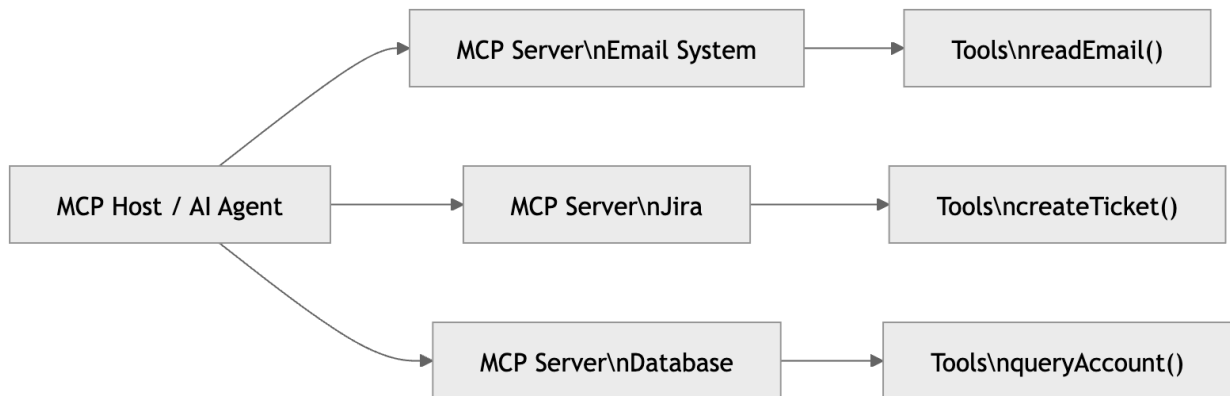 MCP Server\nEmail System
Tools\nreadEmail()
MCP Host / AI Agent
MCP Server\nJira
Tools\ncreateTicket()
MCP Server\nDatabase
Tools\nqueryAccount()